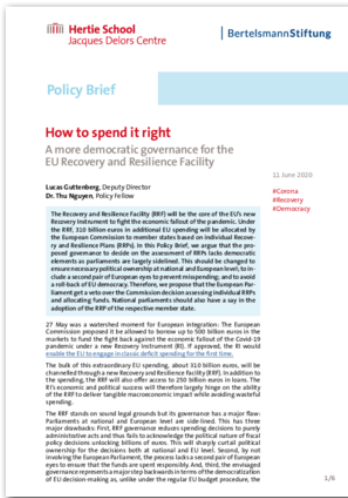 Hertie School
Jacques Delors Centre
BertelsmannStiftung
Policy Brief
How to spend it right
A more democratic governance for the
EU Recovery and Resilience Facility
11 June 2020
Lucas Guttenberg, Deputy Director
Dr. Thu Nguyen, Policy Fellow
#Corona
#Recovery
#Democracy
The Recovery and Resilience Facility (RRF) will be the core of the EU's new
Recovery Instrument to fight the economic fallout of the pandemic. Under
the RRF, 310 billion euros in additional EU spending will be allocated by
the European Commission to member states based on individual Recove-
ry and Resilience Plans (RRPs). In this Policy Brief, we argue that the pro-
posed governance to decide on the assessment of RRPs lacks democratic
elements as parliaments are largely sidelined. This should be changed to
ensure necessary political ownership at national and European level, to in-
clude a second pair of European eyes to prevent misspending, and to avoid
a roll-back of EU democracy. Therefore, we propose that the European Par-
liament get a veto over the Commission decision assessing individual RRPs
and allocating funds. National parliaments should also have a say in the
adoption of the RRP of the respective member state.
27 May was a watershed moment for European integration: The European
Commission proposed it be allowed to borrow up to 500 billion euros in the
markets to fund the fight back against the economic fallout of the Covid-19
pandemic under a new Recovery Instrument (RI). If approved, the RI would
enable the EU to engage in classic deficit spending for the first time.
The bulk of this extraordinary EU spending, about 310 billion euros, will be
channelled through a new Recovery and Resilience Facility (RRF). In addition to
the spending, the RRF will also offer access to 250 billion euros in loans. The
RI's economic and political success will therefore largely hinge on the ability
of the RRF to deliver tangible macroeconomic impact while avoiding wasteful
spending.
The RRF stands on sound legal grounds but its governance has a major flaw:
Parliaments at national and European level are side-lined. This has three
major drawbacks: First, RRF governance reduces spending decisions to purely
administrative acts and thus fails to acknowledge the political nature of fiscal
policy decisions unlocking billions of euros. This will sharply curtail political
ownership for the decisions both at national and EU level. Second, by not
involving the European Parliament, the process lacks a second pair of European
eyes to ensure that the funds are spent responsibly. And, third, the envisaged
governance represents a major step backwards in terms of the democratization
of EU decision-making as, unlike under the regular EU budget procedure, the
1/6